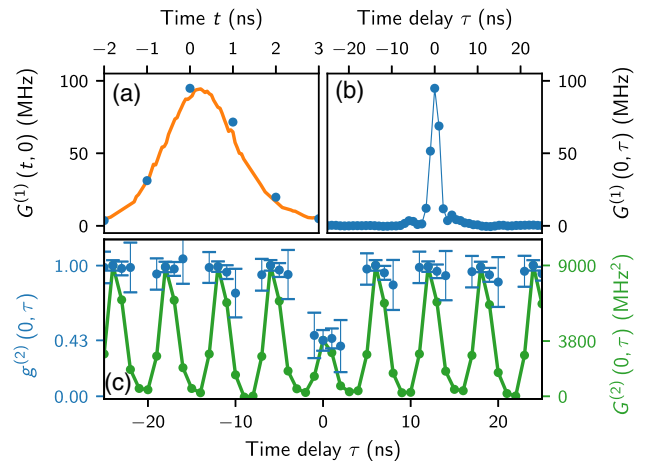 Time t (ns) Time delay τ (ns)
−2 −1 0 1 2 3 −10 0 10 20
100 (a) (b) 100
50 50
0 0
G⁽¹⁾(t, 0) (MHz) G⁽¹⁾(0, τ) (MHz)
1.00 9000
0.43 3800
0.00 (c) 0
g⁽²⁾(0, τ) G⁽²⁾(0, τ) (MHz²)
−20 −10 0 10 20
Time delay τ (ns)